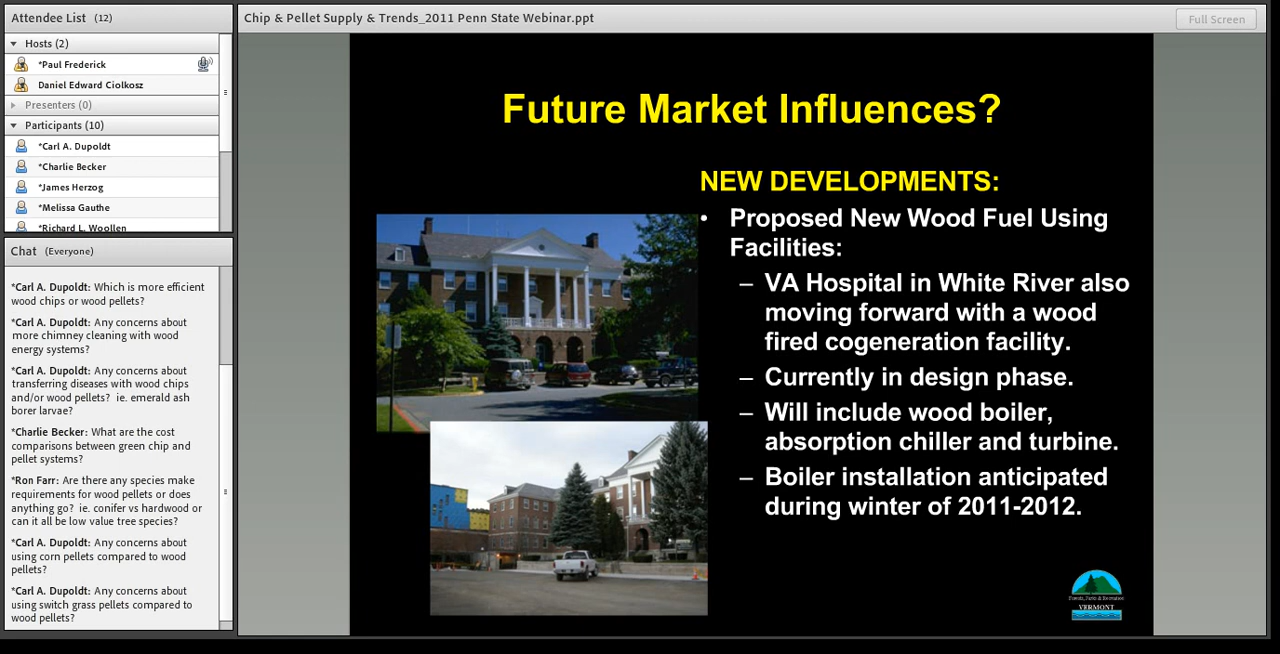 Attendee List (12)
Hosts (2)
*Paul Frederick
Daniel Edward Ciolkosz
Presenters (0)
Participants (10)
*Carl A. Dupoldt
*Charlie Becker
*James Herzog
*Melissa Gauthe
*Richard L. Woollen
Chat (Everyone)
*Carl A. Dupoldt: Which is more efficient
wood chips or wood pellets?
*Carl A. Dupoldt: Any concerns about
more chimney cleaning with wood
energy systems?
*Carl A. Dupoldt: Any concerns about
transferring diseases with wood chips
and/or wood pellets? ie. emerald ash
borer larvae?
*Charlie Becker: What are the cost
comparisons between green chip and
pellet systems?
*Ron Farr: Are there any species make
requirements for wood pellets or does
anything go? ie. conifer vs hardwood or
can it all be low value tree species?
*Carl A. Dupoldt: Any concerns about
using corn pellets compared to wood
pellets?
*Carl A. Dupoldt: Any concerns about
using switch grass pellets compared to
wood pellets?
Chip & Pellet Supply & Trends_2011 Penn State Webinar.ppt
Full Screen
Future Market Influences?
NEW DEVELOPMENTS:
• Proposed New Wood Fuel Using
Facilities:
– VA Hospital in White River also
moving forward with a wood
fired cogeneration facility.
– Currently in design phase.
– Will include wood boiler,
absorption chiller and turbine.
– Boiler installation anticipated
during winter of 2011-2012.
Forests, Parks & Recreation
VERMONT